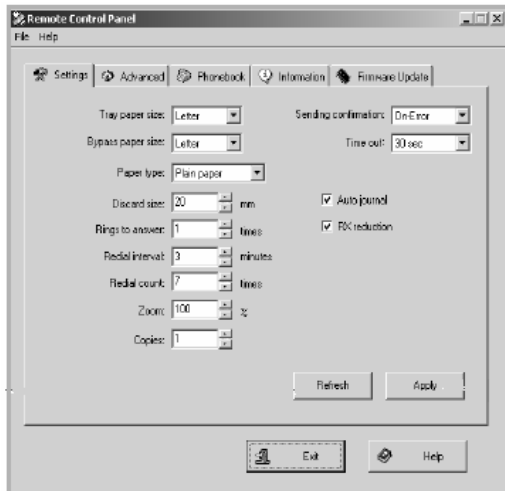 Remote Control Panel
File Help
Settings Advanced Phonebook Information Firmware Update
Tray paper size: Letter Sending confirmation: On-Error
Bypass paper size: Letter Time out: 30 sec
Paper type: Plain paper
Discard size: 20 mm Auto journal
Rings to answer: 1 times RX reduction
Redial interval: 3 minutes
Redial count: 7 times
Zoom: 100 %
Copies: 1
Refresh Apply
Exit Help